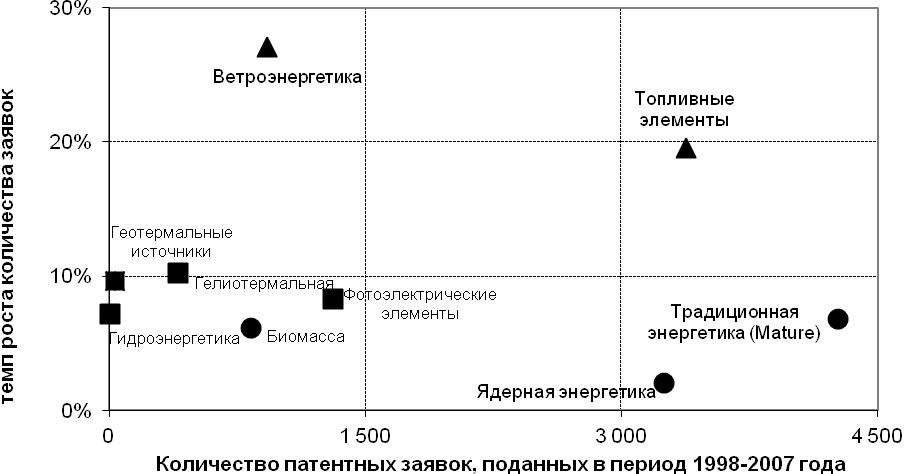 30%
Ветроэнергетика
Топливные
элементы
20%
Геотермальные
источники
10%
Гелиотермальная
Фотоэлектрические
элементы
Традиционная
энергетика (Mature)
Гидроэнергетика
Биомасса
Ядерная энергетика
0%
0
1 500
3 000
4 500
темп роста количества заявок
Количество патентных заявок, поданных в период 1998-2007 года